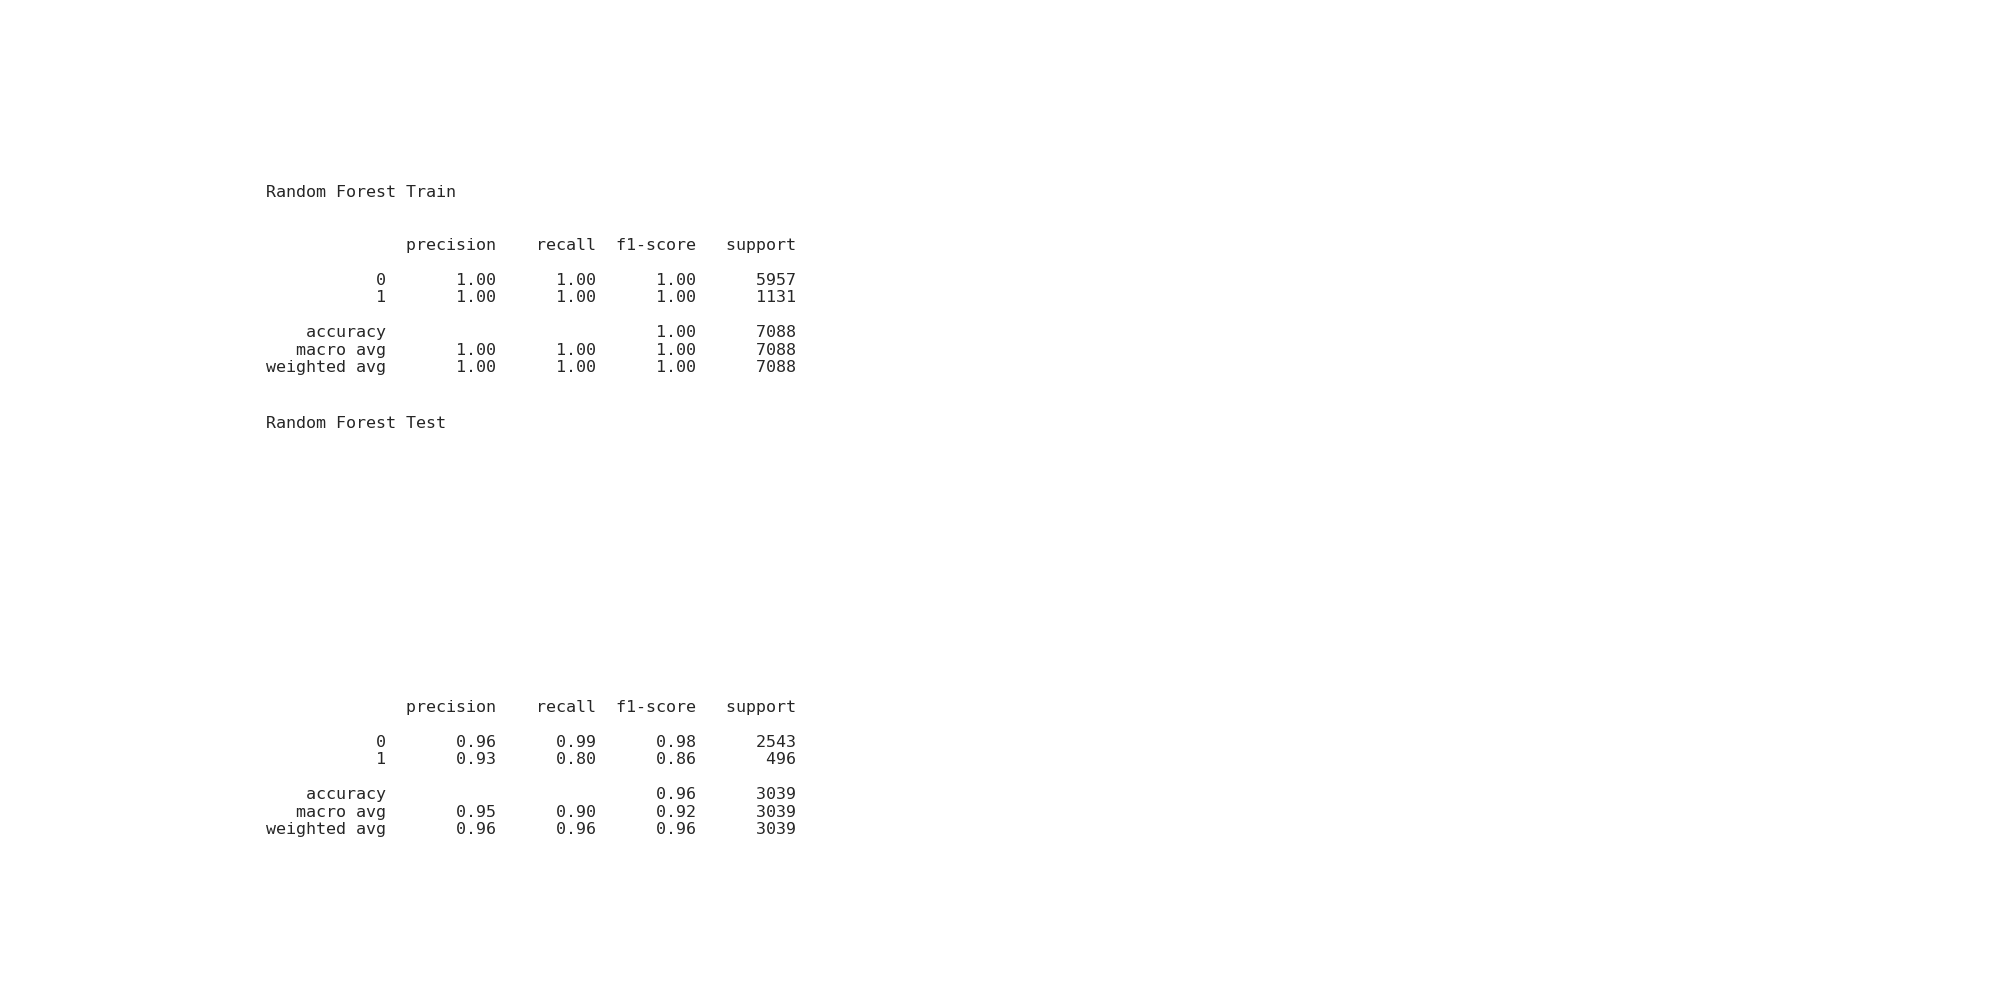 Random Forest Train
precision    recall  f1-score   support
0       1.00      1.00      1.00      5957
1       1.00      1.00      1.00      1131
accuracy                           1.00      7088
macro avg       1.00      1.00      1.00      7088
weighted avg       1.00      1.00      1.00      7088
Random Forest Test
precision    recall  f1-score   support
0       0.96      0.99      0.98      2543
1       0.93      0.80      0.86       496
accuracy                           0.96      3039
macro avg       0.95      0.90      0.92      3039
weighted avg       0.96      0.96      0.96      3039